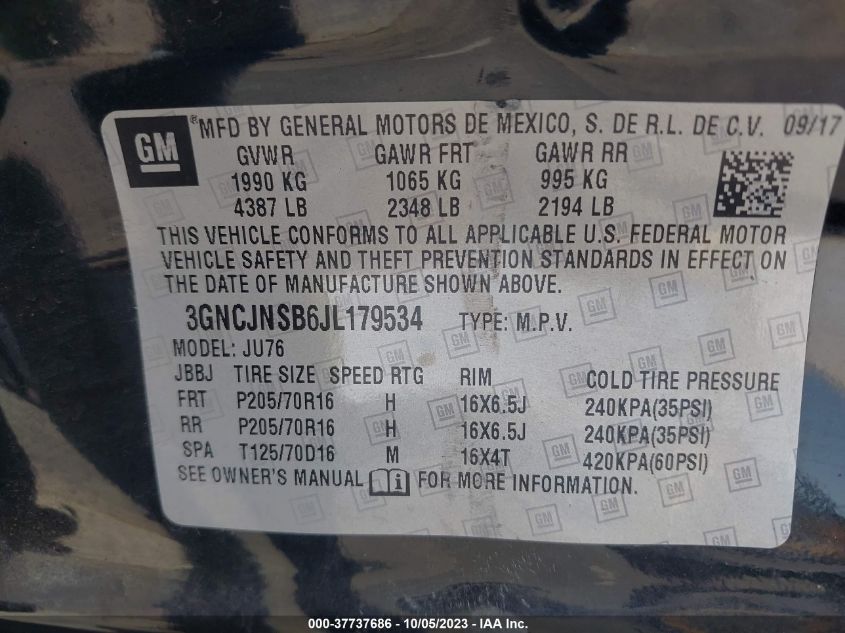 GM
®MFD BY GENERAL MOTORS DE MEXICO, S. DE R.L. DE C.V. 09/17
GVWR GAWR FRT GAWR RR
1990 KG 1065 KG 995 KG
4387 LB 2348 LB 2194 LB
THIS VEHICLE CONFORMS TO ALL APPLICABLE U.S. FEDERAL MOTOR
VEHICLE SAFETY AND THEFT PREVENTION STANDARDS IN EFFECT ON
THE DATE OF MANUFACTURE SHOWN ABOVE.
3GNCJNSB6JL179534 TYPE: M.P.V.
MODEL: JU76
JBBJ TIRE SIZE SPEED RTG RIM COLD TIRE PRESSURE
FRT P205/70R16 H 16X6.5J 240KPA(35PSI)
RR P205/70R16 H 16X6.5J 240KPA(35PSI)
SPA T125/70D16 M 16X4T 420KPA(60PSI)
SEE OWNER'S MANUAL i FOR MORE INFORMATION.
000-37737686 - 10/05/2023 - IAA Inc.